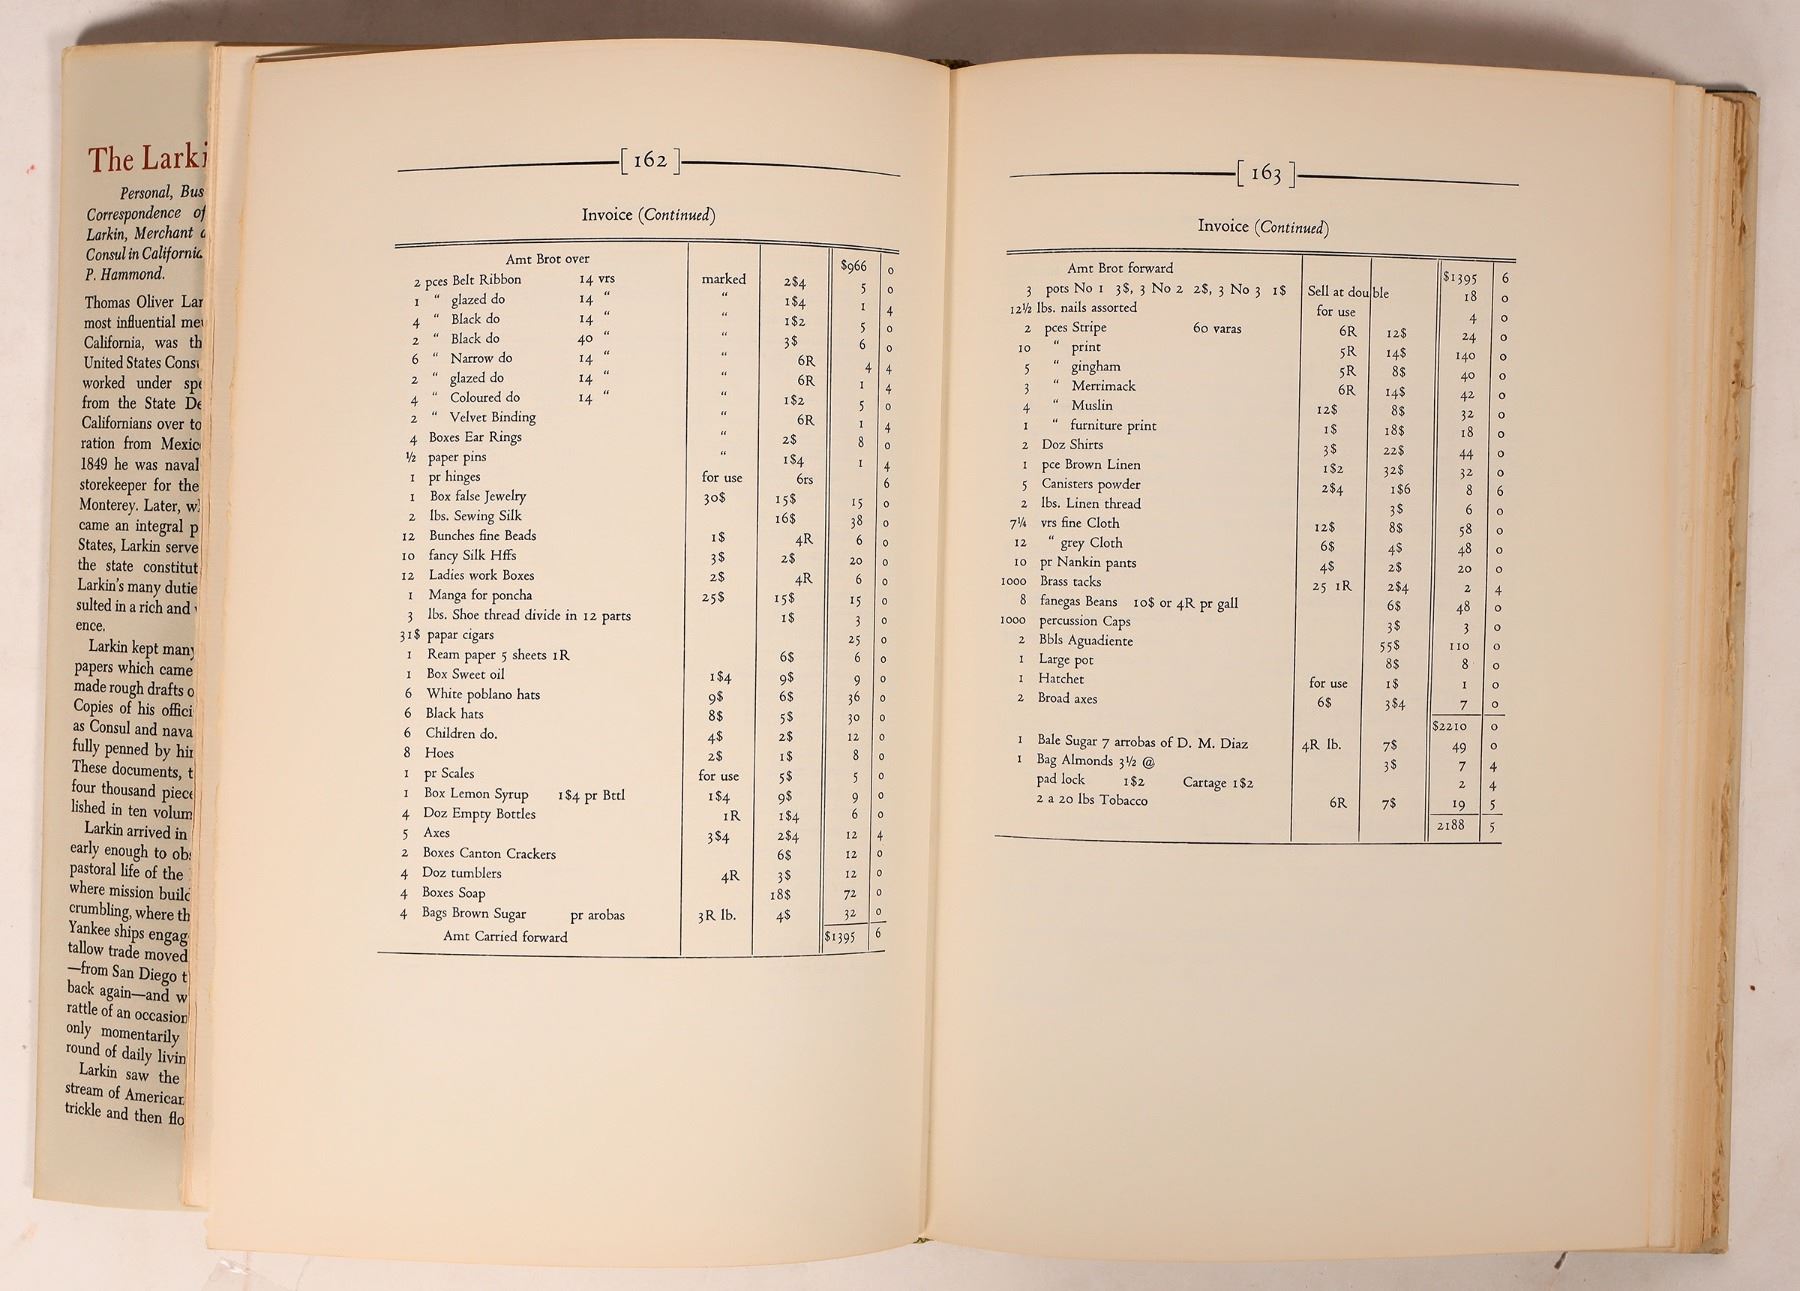 The Larki
Personal, Bus
Correspondence of
Larkin, Merchant a
Consul in Californi
P. Hammond.
Thomas Oliver Lar
most influential me
California, was th
United States Cons
worked under spe
from the State De
Californians over to
ration from Mexic
1849 he was naval
storekeeper for the
Monterey. Later, w
came an integral p
States, Larkin serve
the state constitut
Larkin's many dutie
sulted in a rich and
ence.
Larkin kept many
papers which came
made rough drafts o
Copies of his offici
as Consul and nava
fully penned by hi
These documents, t
four thousand piece
lished in ten volum
Larkin arrived in
early enough to ob
pastoral life of the
where mission build
crumbling, where th
Yankee ships engag
tallow trade moved
—from San Diego t
back again—and w
rattle of an occasion
only momentarily
round of daily livin
Larkin saw the
stream of American
trickle and then flo
[162]
Invoice (Continued)
Amt Brot over $966 0
2 pces Belt Ribbon 14 vrs marked 2$4 5 0
1 " glazed do 14 " " 1$4 1 4
4 " Black do 14 " " 1$2 5 0
2 " Black do 40 " " 3$ 6 0
6 " Narrow do 14 " " 6R 4 4
2 " glazed do 14 " " 6R 1 4
4 " Coloured do 14 " " 1$2 5 0
2 " Velvet Binding " 6R 1 4
4 Boxes Ear Rings " 2$ 8 0
½ paper pins " 1$4 1 4
1 pr hinges for use 6rs 6
1 Box false Jewelry 30$ 15$ 15 0
2 lbs. Sewing Silk 16$ 38 0
12 Bunches fine Beads 1$ 4R 6 0
10 fancy Silk Hffs 3$ 2$ 20 0
12 Ladies work Boxes 2$ 4R 6 0
1 Manga for poncha 25$ 15$ 15 0
3 lbs. Shoe thread divide in 12 parts 1$ 3 0
31$ papar cigars 25 0
1 Ream paper 5 sheets 1R 6$ 6 0
1 Box Sweet oil 1$4 9$ 9 0
6 White poblano hats 9$ 6$ 36 0
6 Black hats 8$ 5$ 30 0
6 Children do. 4$ 2$ 12 0
8 Hoes 2$ 1$ 8 0
1 pr Scales for use 5$ 5 0
1 Box Lemon Syrup 1$4 pr Bttl 1$4 9$ 9 0
4 Doz Empty Bottles 1R 1$4 6 0
5 Axes 3$4 2$4 12 4
2 Boxes Canton Crackers 6$ 12 0
4 Doz tumblers 4R 3$ 12 0
4 Boxes Soap 18$ 72 0
4 Bags Brown Sugar pr arobas 3R lb. 4$ 32 0
Amt Carried forward $1395 6
[163]
Invoice (Continued)
Amt Brot forward $1395 6
3 pots No 1 3$, 3 No 2 2$, 3 No 3 1$ Sell at double 18 0
12½ lbs. nails assorted for use 4 0
2 pces Stripe 60 varas 6R 12$ 24 0
10 " print 5R 14$ 140 0
5 " gingham 5R 8$ 40 0
3 " Merrimack 6R 14$ 42 0
4 " Muslin 12$ 8$ 32 0
1 " furniture print 1$ 18$ 18 0
2 Doz Shirts 3$ 22$ 44 0
1 pce Brown Linen 1$2 32$ 32 0
5 Canisters powder 2$4 1$6 8 6
2 lbs. Linen thread 3$ 6 0
7¼ vrs fine Cloth 12$ 8$ 58 0
12 " grey Cloth 6$ 4$ 48 0
10 pr Nankin pants 4$ 2$ 20 0
1000 Brass tacks 25 1R 2$4 2 4
8 fanegas Beans 10$ or 4R pr gall 6$ 48 0
1000 percussion Caps 3$ 3 0
2 Bbls Aguadiente 55$ 110 0
1 Large pot 8$ 8 0
1 Hatchet for use 1$ 1 0
2 Broad axes 6$ 3$4 7 0
$2210 0
1 Bale Sugar 7 arrobas of D. M. Diaz 4R lb. 7$ 49 0
1 Bag Almonds 3½ @ 3$ 7 4
pad lock 1$2 Cartage 1$2 2 4
2 a 20 lbs Tobacco 6R 7$ 19 5
2188 5